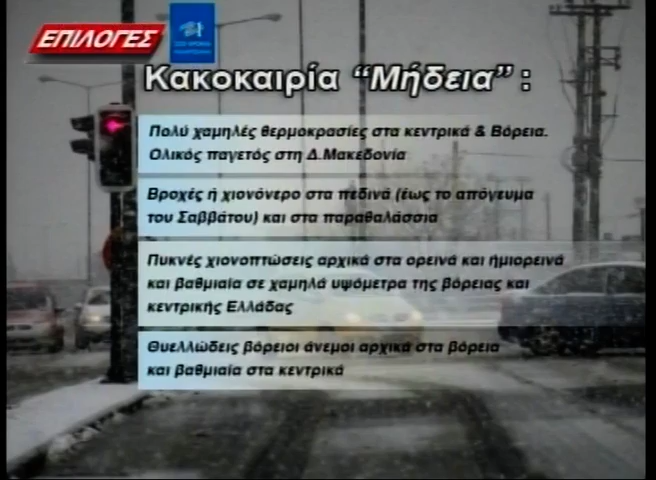 ΕΠΙΛΟΓΕΣ
Κακοκαιρία “Μήδεια” :
Πολύ χαμηλές θερμοκρασίες στα κεντρικά & Βόρεια.
Ολικός παγετός στη Δ.Μακεδονία
Βροχές ή χιονόνερο στα πεδινά (έως το απόγευμα
του Σαββάτου) και στα παραθαλάσσια
Πυκνές χιονοπτώσεις αρχικά στα ορεινά και ήμιορεινά
και βαθμιαία σε χαμηλά υψόμετρα της βόρειας και
κεντρικής Ελλάδας
Θυελλώδεις βόρειοι άνεμοι αρχικά στα βόρεια
και βαθμιαία στα κεντρικά